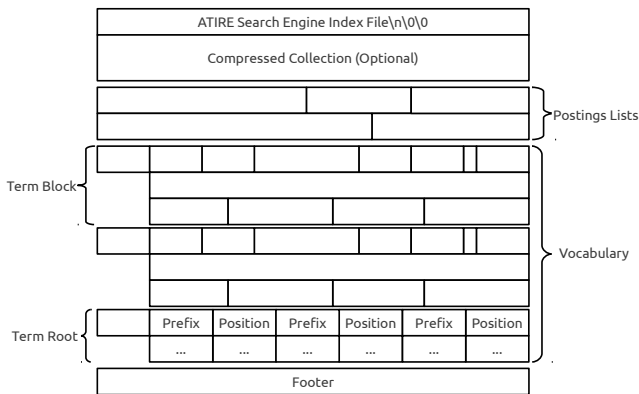 ATIRE Search Engine Index File\n\0\0
Compressed Collection (Optional)
Postings Lists
Term Block
Vocabulary
Term Root
Prefix Position Prefix Position Prefix Position
... ... ... ... ... ...
Footer